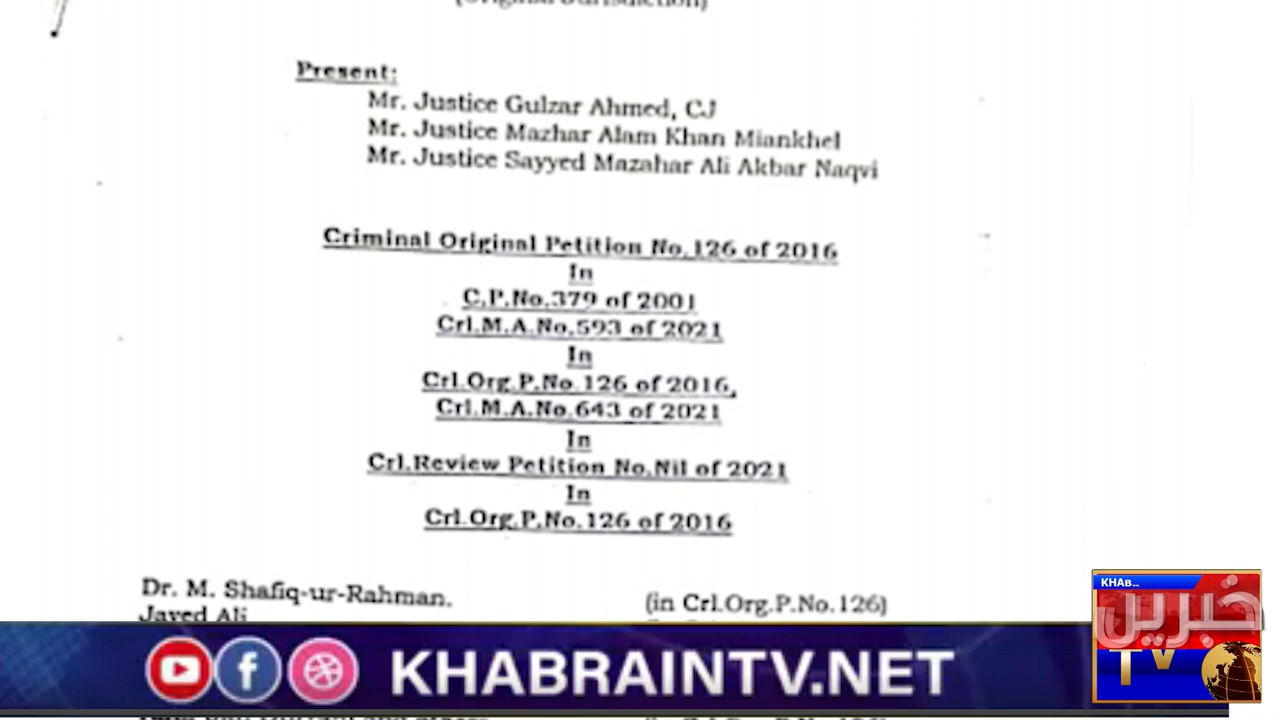 (Original Jurisdiction)
Present:
Mr. Justice Gulzar Ahmed, CJ
Mr. Justice Mazhar Alam Khan Miankhel
Mr. Justice Sayyed Mazahar Ali Akbar Naqvi
Criminal Original Petition No.126 of 2016
In
C.P.No.379 of 2001
Crl.M.A.No.593 of 2021
In
Crl.Org.P.No.126 of 2016,
Crl.M.A.No.643 of 2021
In
Crl.Review Petition No.Nil of 2021
In
Crl.Org.P.No.126 of 2016
Dr. M. Shafiq-ur-Rahman. (in Crl.Org.P.No.126)
Javed Ali
KHABRAINTV.NET
KHAB..
خبریں
TV